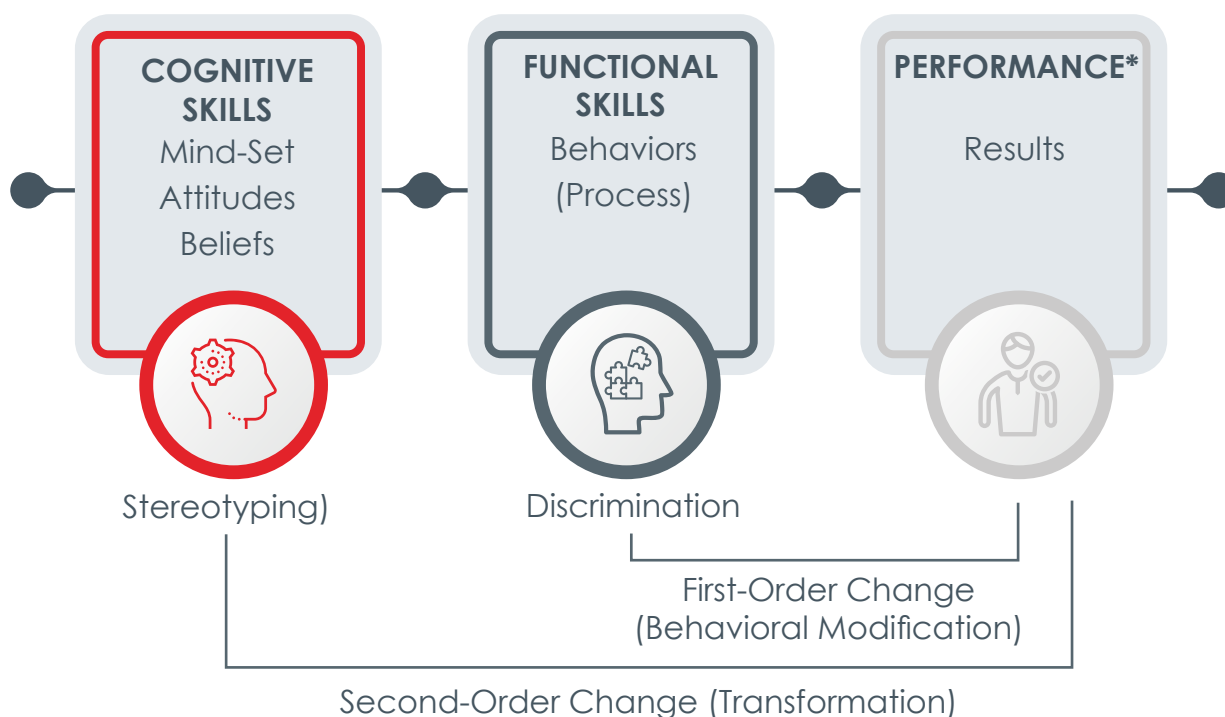 COGNITIVE
SKILLS
Mind-Set
Attitudes
Beliefs
Stereotyping)
FUNCTIONAL
SKILLS
Behaviors
(Process)
Discrimination
PERFORMANCE*
Results
First-Order Change
(Behavioral Modification)
Second-Order Change (Transformation)